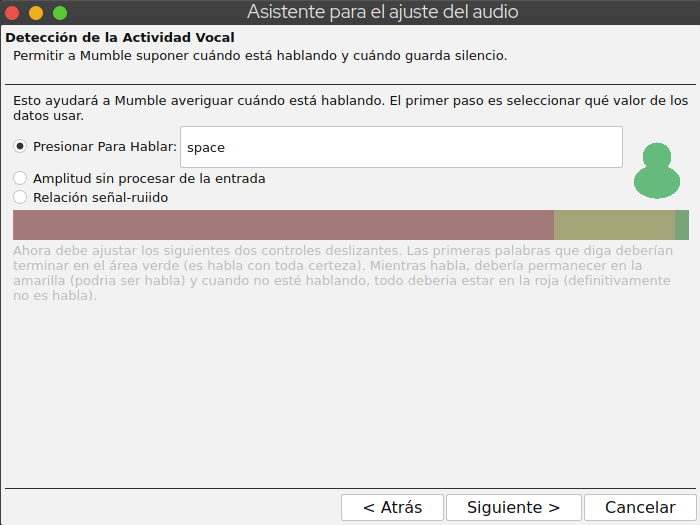 Asistente para el ajuste del audio
Detección de la Actividad Vocal
Permitir a Mumble suponer cuándo está hablando y cuándo guarda silencio.
Esto ayudará a Mumble averiguar cuándo está hablando. El primer paso es seleccionar qué valor de los
datos usar.
Presionar Para Hablar: space
Amplitud sin procesar de la entrada
Relación señal-ruiido
Ahora debe ajustar los siguientes dos controles deslizantes. Las primeras palabras que diga deberían
terminar en el área verde (es habla con toda certeza). Mientras habla, debería permanecer en la
amarilla (podria ser habla) y cuando no esté hablando, todo deberia estar en la roja (definitivamente
no es habla).
< Atrás Siguiente > Cancelar